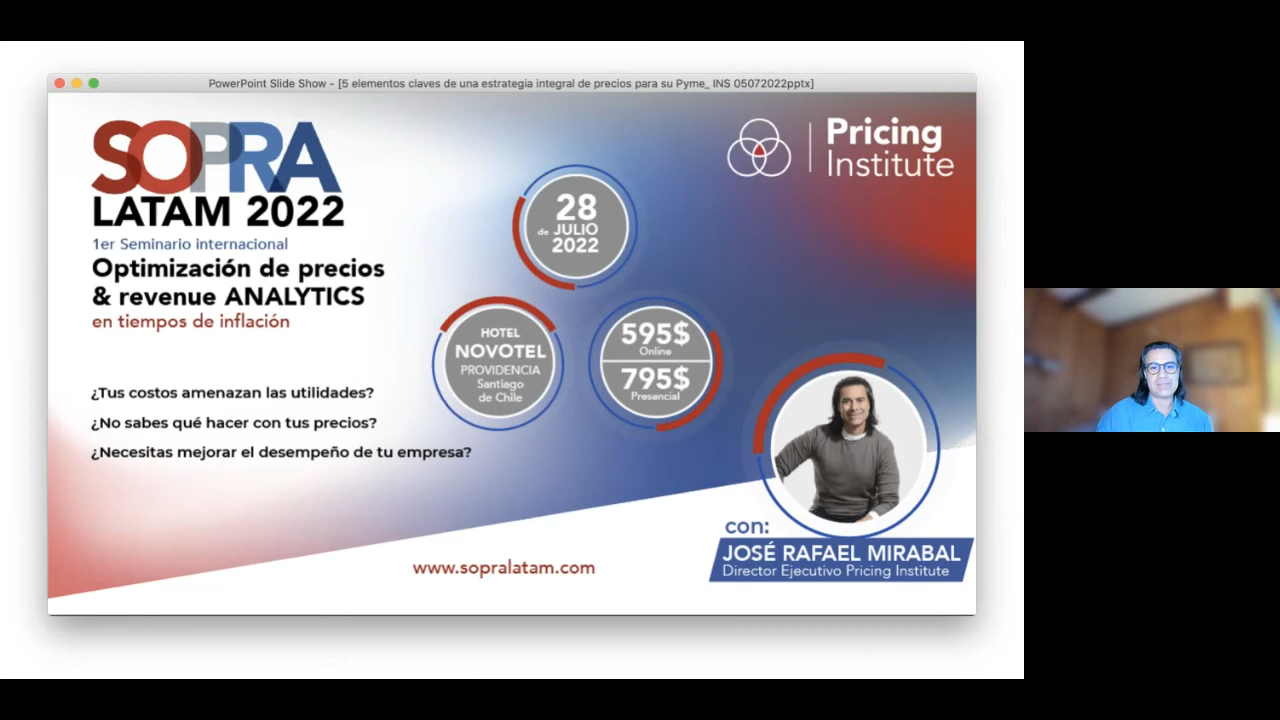 PowerPoint Slide Show - [5 elementos claves de una estrategia integral de precios para su Pyme_ INS 05072022pptx]
SOPRA
LATAM 2022
1er Seminario internacional
Optimización de precios
& revenue ANALYTICS
en tiempos de inflación
¿Tus costos amenazan las utilidades?
¿No sabes qué hacer con tus precios?
¿Necesitas mejorar el desempeño de tu empresa?
28
de JULIO
2022
HOTEL
NOVOTEL
PROVIDENCIA
Santiago
de Chile
595$
Online
795$
Presencial
Pricing
Institute
con:
JOSÉ RAFAEL MIRABAL
Director Ejecutivo Pricing Institute
www.sopralatam.com